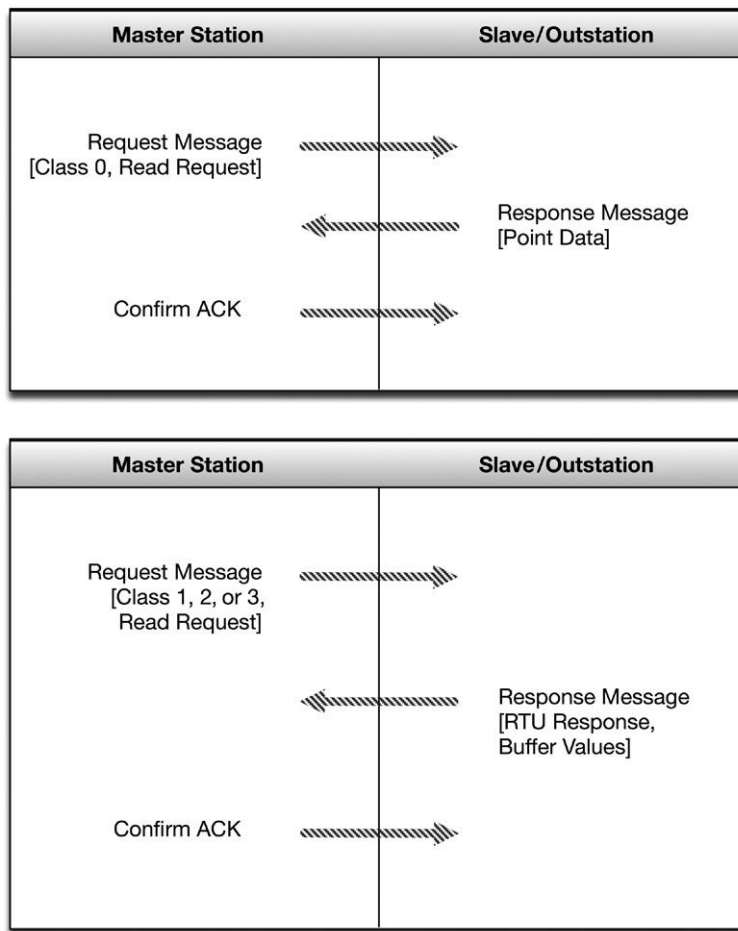 Master Station
Slave/Outstation
Request Message
[Class 0, Read Request]
Response Message
[Point Data]
Confirm ACK
Master Station
Slave/Outstation
Request Message
[Class 1, 2, or 3,
Read Request]
Response Message
[RTU Response,
Buffer Values]
Confirm ACK